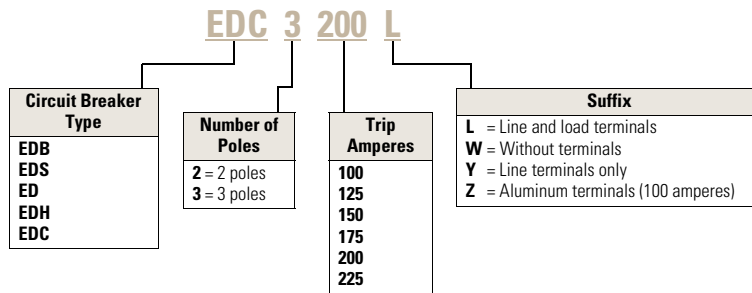 EDC 3 200 L
Circuit Breaker
Type
EDB
EDS
ED
EDH
EDC
Number of
Poles
2 = 2 poles
3 = 3 poles
Trip
Amperes
100
125
150
175
200
225
Suffix
L = Line and load terminals
W = Without terminals
Y = Line terminals only
Z = Aluminum terminals (100 amperes)